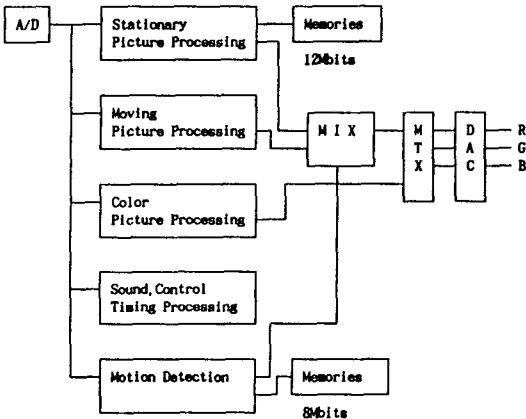 A/D
Stationary
Picture Processing
Memories
12Mbits
Moving
Picture Processing
M I X
M
T
X
D
A
C
R
G
B
Color
Picture Processing
Sound,Control
Timing Processing
Motion Detection
Memories
8Mbits